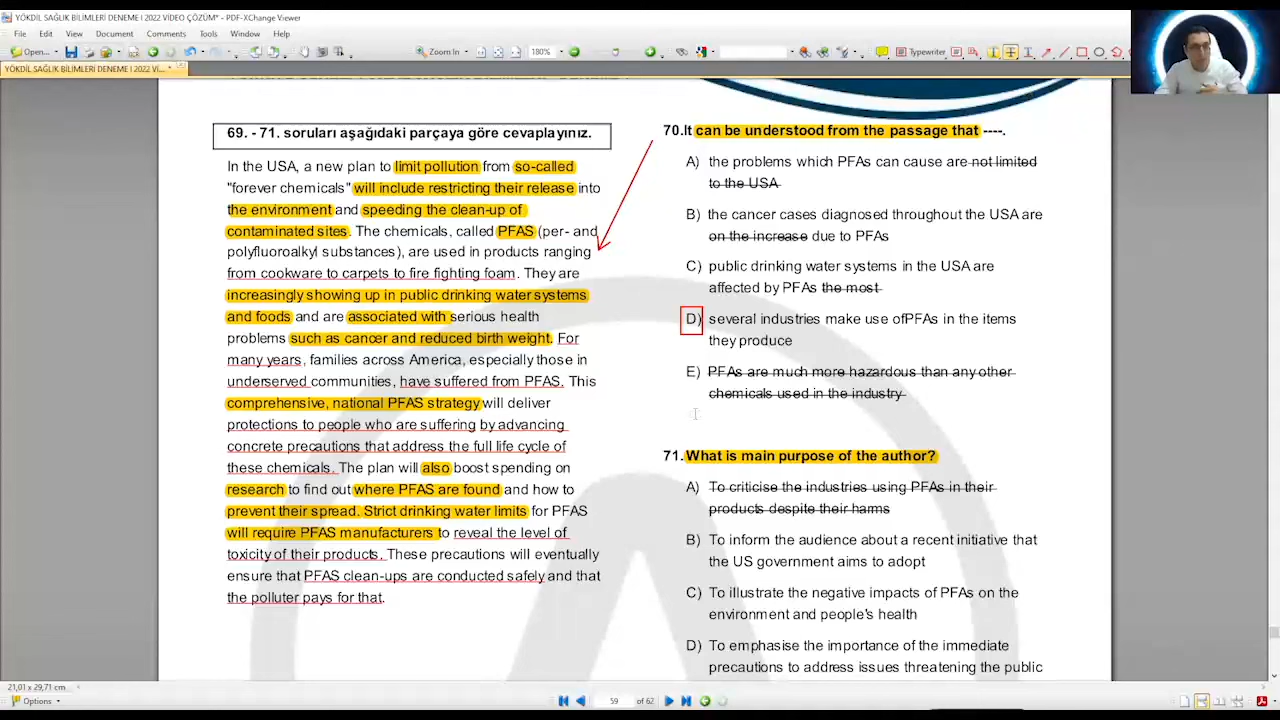 YÖKDİL SAĞLIK BİLİMLERİ DENEME I 2022 VİDEO ÇÖZÜM* - PDF-XChange Viewer
File Edit View Document Comments Tools Window Help
Open... Zoom In 180% Typewriter
YÖKDİL SAĞLIK BİLİMLERİ DENEME I 2022 Vİ... *
69. - 71. soruları aşağıdaki parçaya göre cevaplayınız.
In the USA, a new plan to limit pollution from so-called
"forever chemicals" will include restricting their release into
the environment and speeding the clean-up of
contaminated sites. The chemicals, called PFAS (per- and
polyfluoroalkyl substances), are used in products ranging
from cookware to carpets to fire fighting foam. They are
increasingly showing up in public drinking water systems
and foods and are associated with serious health
problems such as cancer and reduced birth weight. For
many years, families across America, especially those in
underserved communities, have suffered from PFAS. This
comprehensive, national PFAS strategy will deliver
protections to people who are suffering by advancing
concrete precautions that address the full life cycle of
these chemicals. The plan will also boost spending on
research to find out where PFAS are found and how to
prevent their spread. Strict drinking water limits for PFAS
will require PFAS manufacturers to reveal the level of
toxicity of their products. These precautions will eventually
ensure that PFAS clean-ups are conducted safely and that
the polluter pays for that.
70.It can be understood from the passage that ----.
A) the problems which PFAs can cause are not limited
to the USA
B) the cancer cases diagnosed throughout the USA are
on the increase due to PFAs
C) public drinking water systems in the USA are
affected by PFAs the most
D) several industries make use ofPFAs in the items
they produce
E) PFAs are much more hazardous than any other
chemicals used in the industry
71.What is main purpose of the author?
A) To criticise the industries using PFAs in their
products despite their harms
B) To inform the audience about a recent initiative that
the US government aims to adopt
C) To illustrate the negative impacts of PFAs on the
environment and people's health
D) To emphasise the importance of the immediate
precautions to address issues threatening the public
21,01 x 29,71 cm
Options 59 of 62